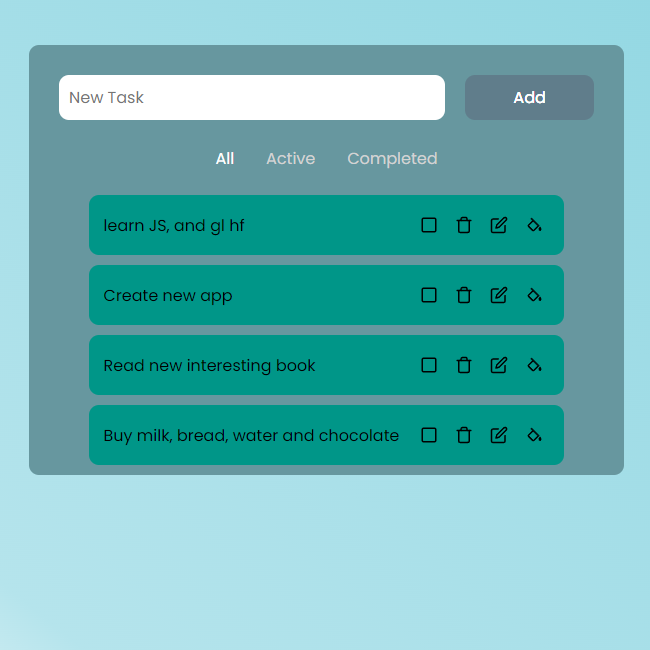 New Task
Add
All Active Completed
learn JS, and gl hf
Create new app
Read new interesting book
Buy milk, bread, water and chocolate